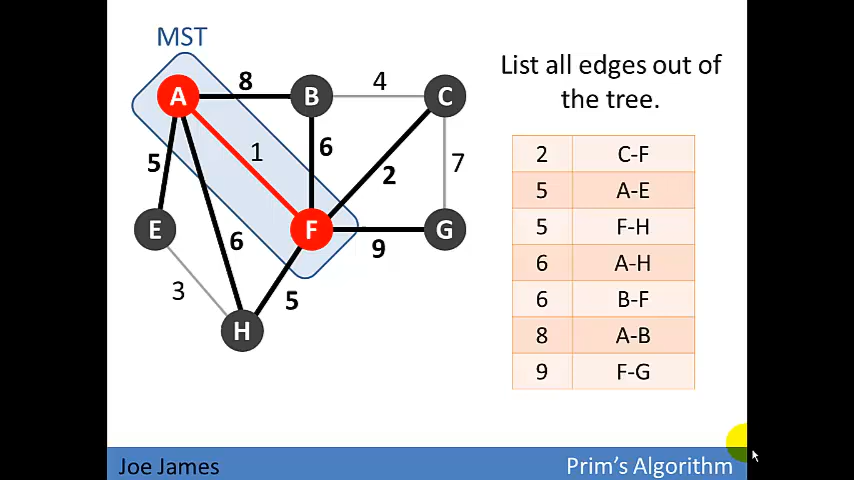 MST
A
8
B
4
C
1
6
2
7
5
E
6
F
9
G
3
5
H
List all edges out of
the tree.
2 C-F
5 A-E
5 F-H
6 A-H
6 B-F
8 A-B
9 F-G
Joe James
Prim's Algorithm